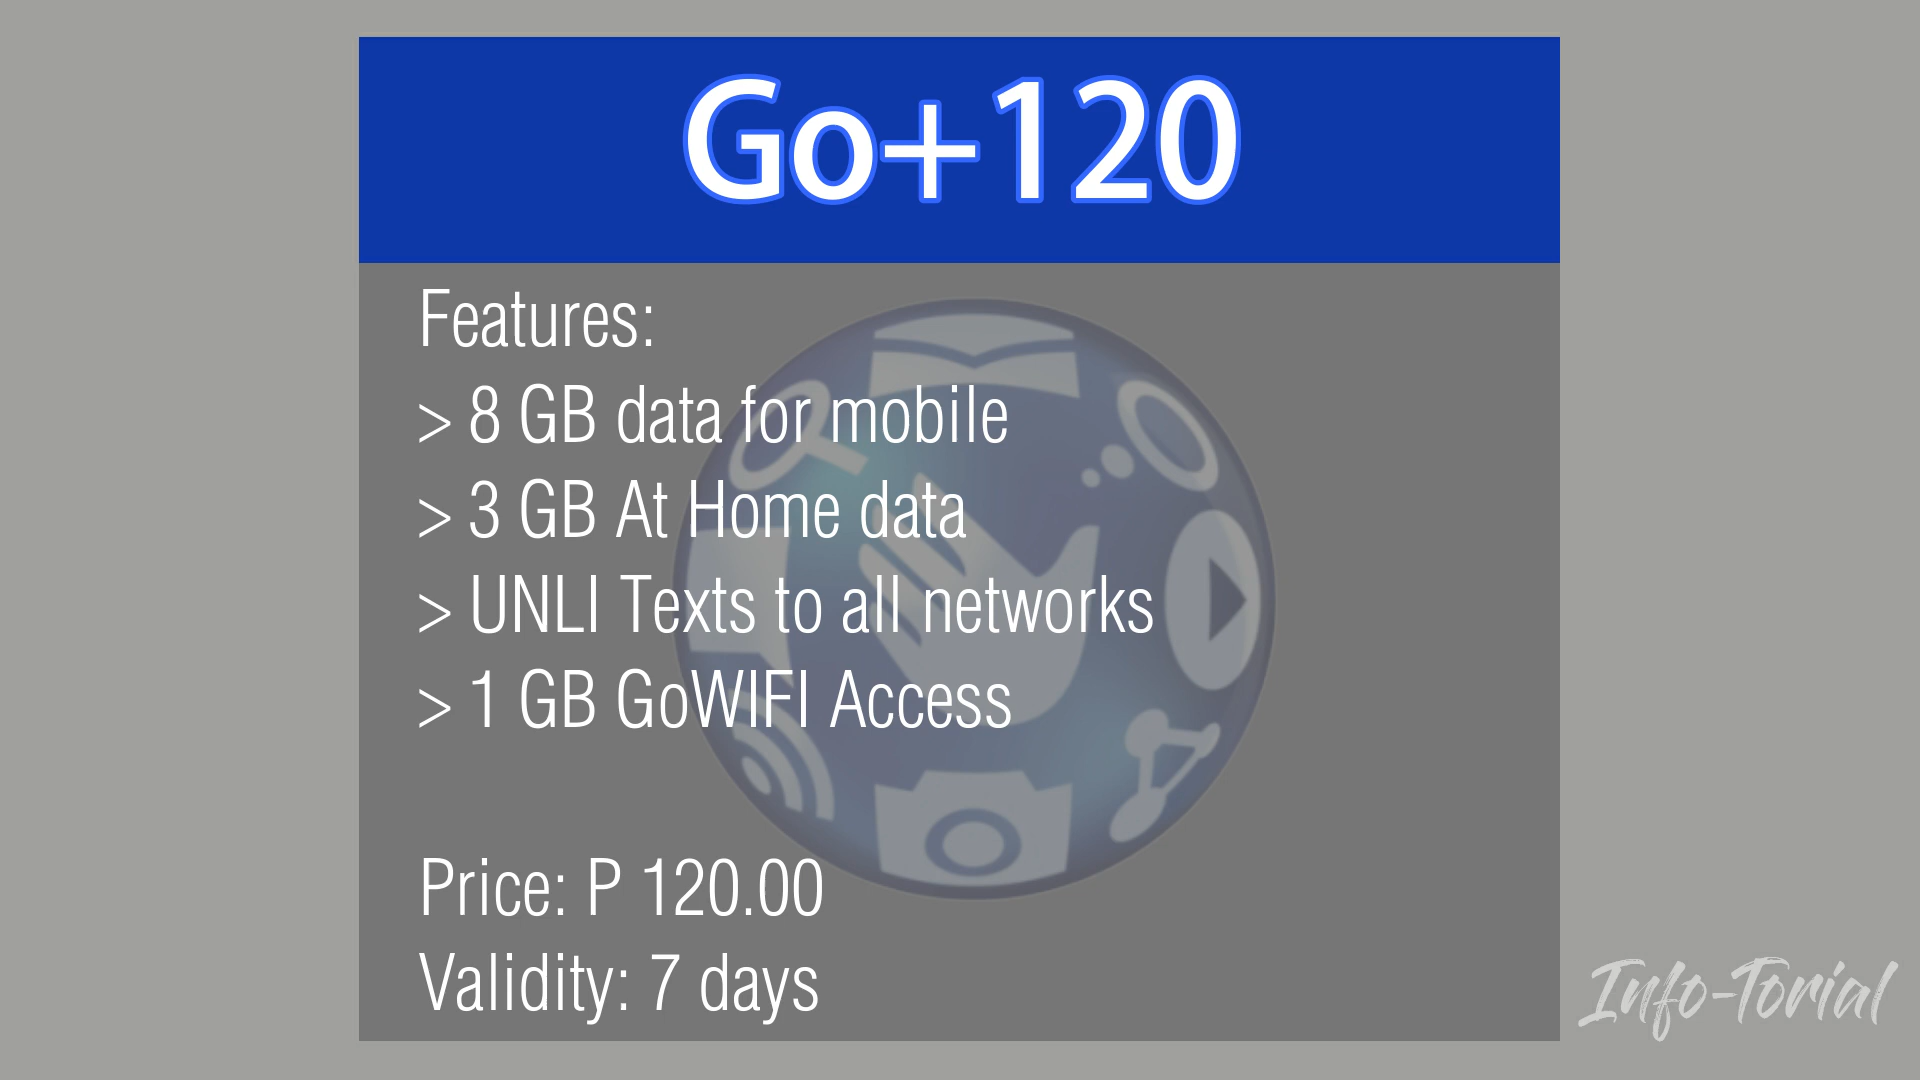 Go+120
Features:
> 8 GB data for mobile
> 3 GB At Home data
> UNLI Texts to all networks
> 1 GB GoWIFI Access
Price: P 120.00
Validity: 7 days
Info-Torial